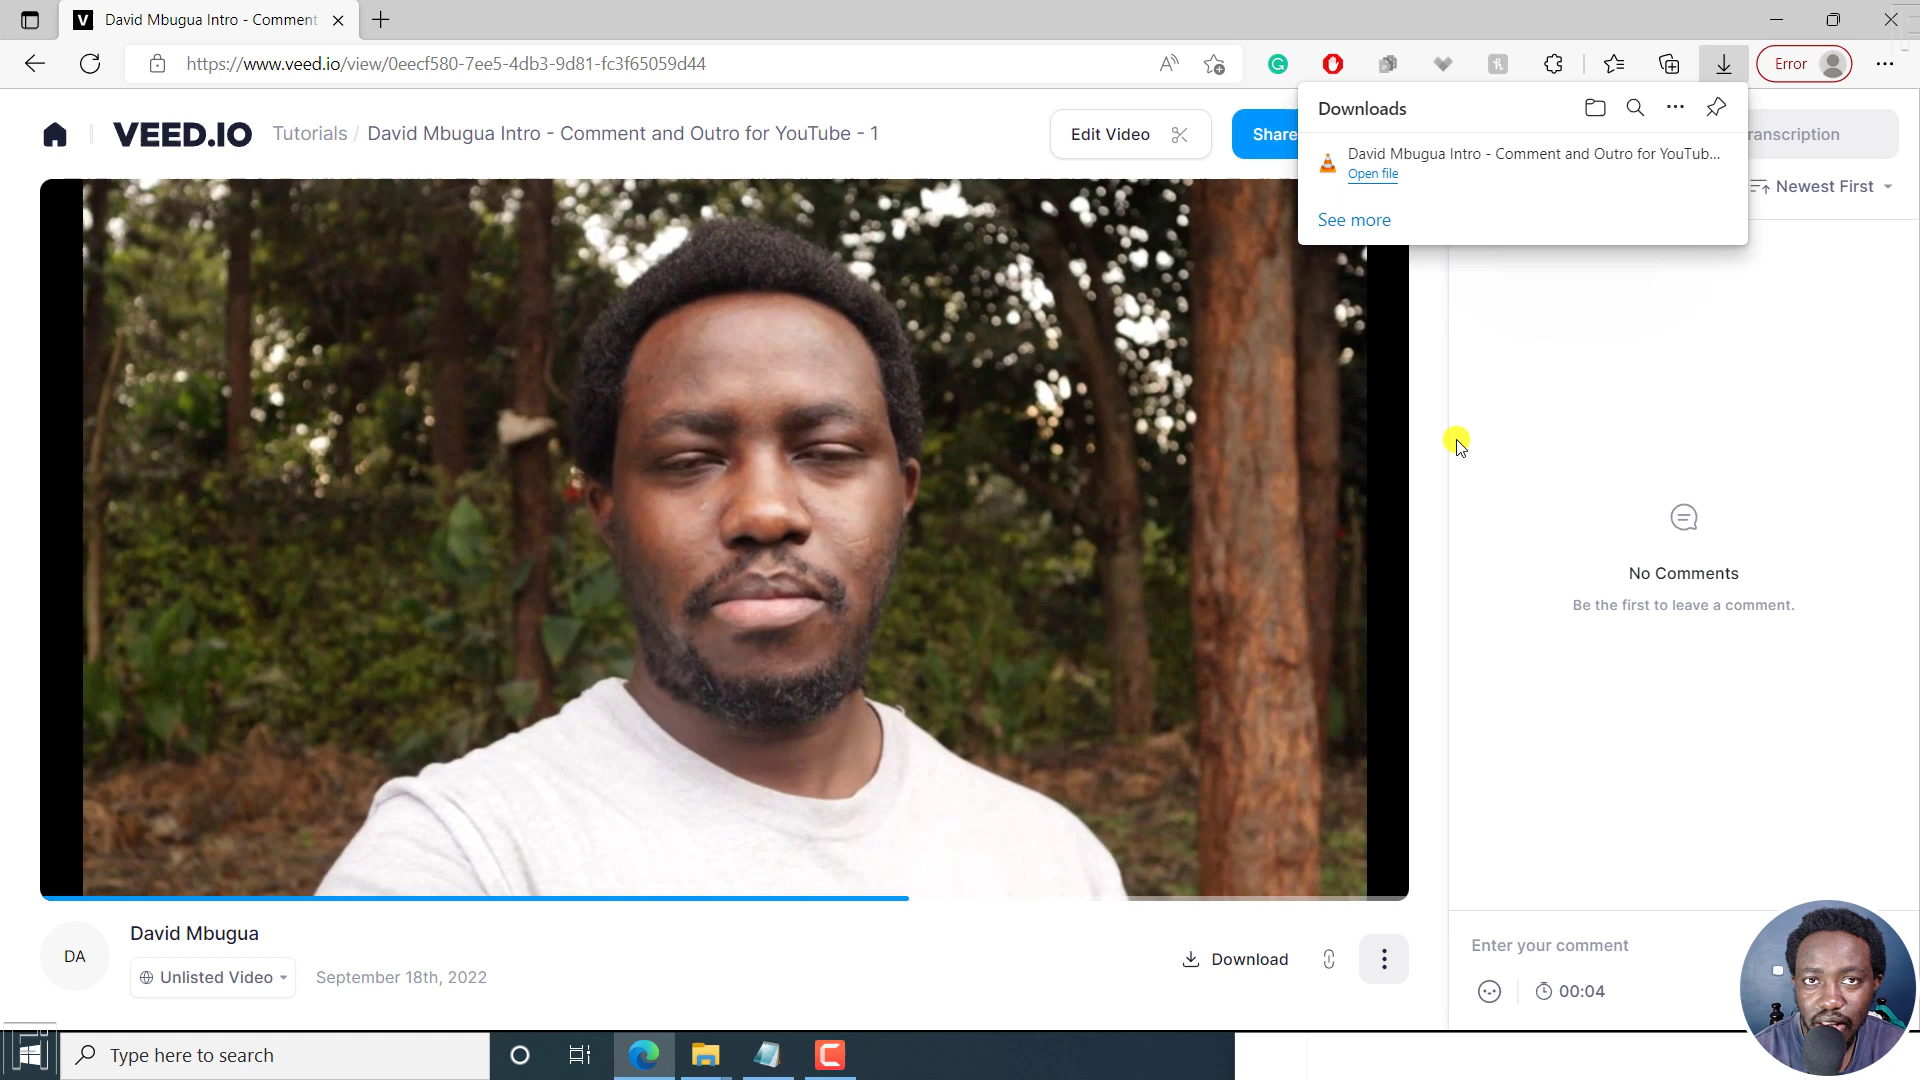 David Mbugua Intro - Comment
https://www.veed.io/view/0eecf580-7ee5-4db3-9d81-fc3f65059d44
Error
VEED.IO
Tutorials / David Mbugua Intro - Comment and Outro for YouTube - 1
Edit Video
Share
Downloads
David Mbugua Intro - Comment and Outro for YouTub...
Open file
See more
ranscription
Newest First
No Comments
Be the first to leave a comment.
DA
David Mbugua
Unlisted Video
September 18th, 2022
Download
Enter your comment
00:04
Type here to search